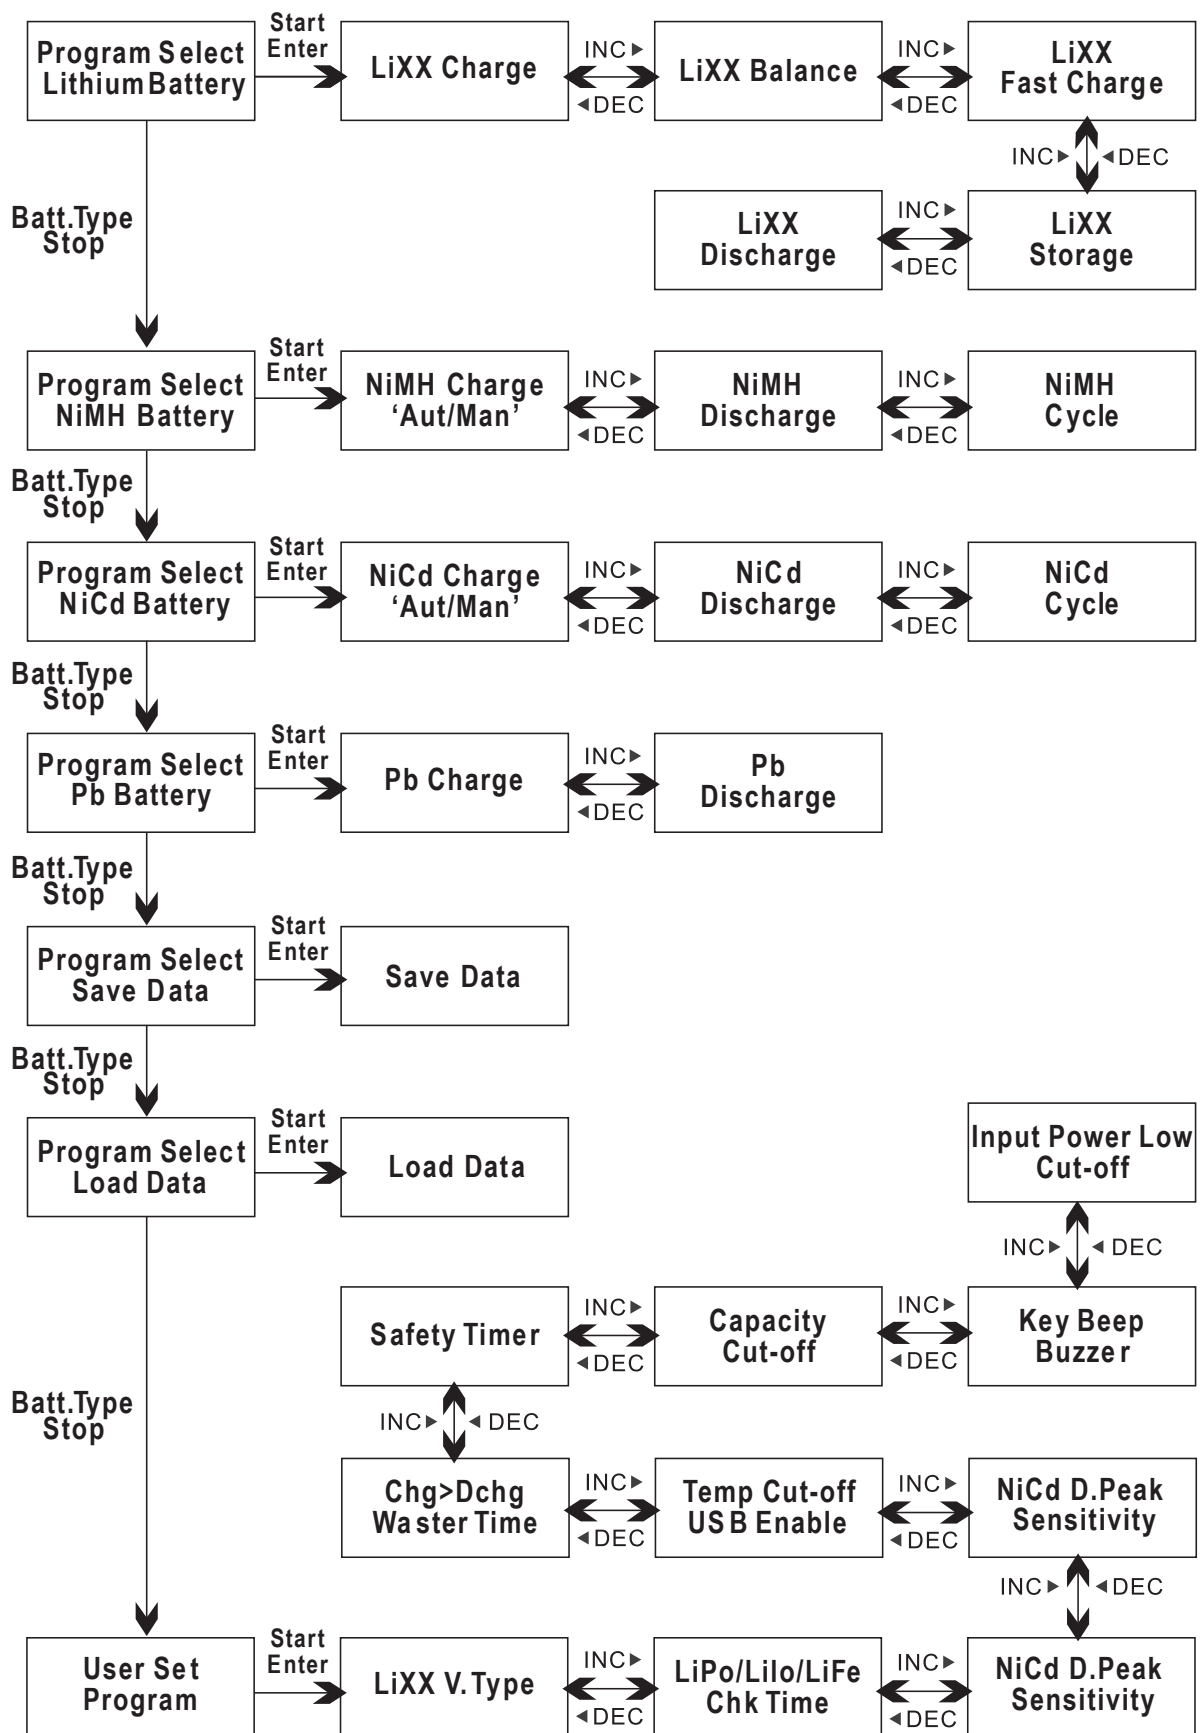 Start
Enter
Program Select
Lithium Battery
LiXX Charge
INC▶
◀DEC
LiXX Balance
INC▶
◀DEC
LiXX
Fast Charge
INC▶
◀DEC
Batt.Type
Stop
LiXX
Discharge
INC▶
◀DEC
LiXX
Storage
Start
Enter
Program Select
NiMH Battery
NiMH Charge
‘Aut/Man’
INC▶
◀DEC
NiMH
Discharge
INC▶
◀DEC
NiMH
Cycle
Batt.Type
Stop
Start
Enter
Program Select
NiCd Battery
NiCd Charge
‘Aut/Man’
INC▶
◀DEC
NiCd
Discharge
INC▶
◀DEC
NiCd
Cycle
Batt.Type
Stop
Start
Enter
Program Select
Pb Battery
Pb Charge
INC▶
◀DEC
Pb
Discharge
Batt.Type
Stop
Start
Enter
Program Select
Save Data
Save Data
Batt.Type
Stop
Start
Enter
Program Select
Load Data
Load Data
Input Power Low
Cut-off
INC▶
◀DEC
Safety Timer
INC▶
◀DEC
Capacity
Cut-off
INC▶
◀DEC
Key Beep
Buzzer
Batt.Type
Stop
INC▶
◀DEC
Chg>Dchg
Waster Time
INC▶
◀DEC
Temp Cut-off
USB Enable
INC▶
◀DEC
NiCd D.Peak
Sensitivity
INC▶
◀DEC
Start
Enter
User Set
Program
LiXX V.Type
INC▶
◀DEC
LiPo/LiIo/LiFe
Chk Time
INC▶
◀DEC
NiCd D.Peak
Sensitivity